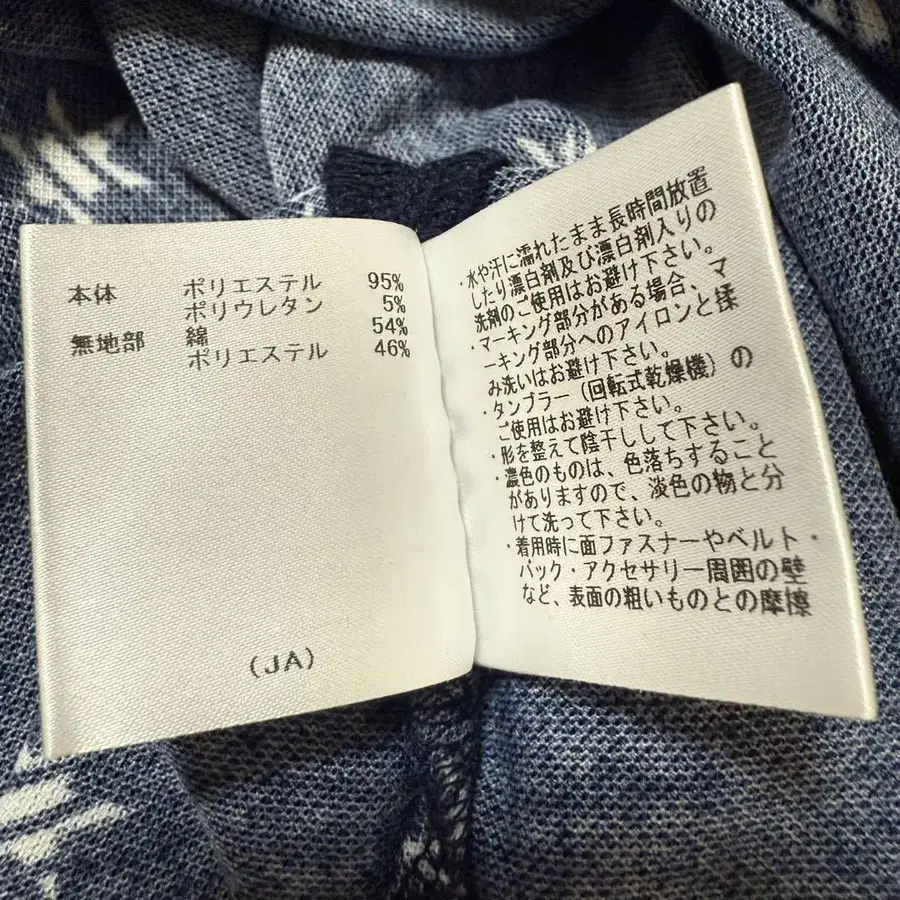 本体 ポリエステル 95%
ポリウレタン 5%
無地部 綿 54%
ポリエステル 46%
(JA)
・水や汗に濡れたまま長時間放置
したり漂白剤及び漂白剤入りの
洗剤のご使用はお避け下さい。
・マーキング部分がある場合、マ
ーキング部分へのアイロンと揉
み洗いはお避け下さい。
・タンブラー（回転式乾燥機）の
ご使用はお避け下さい。
・形を整えて陰干しして下さい。
・濃色のものは、色落ちすること
がありますので、淡色の物と分
けて洗って下さい。
・着用時に面ファスナーやベルト・
バック・アクセサリー周囲の壁
など、表面の粗いものとの摩擦